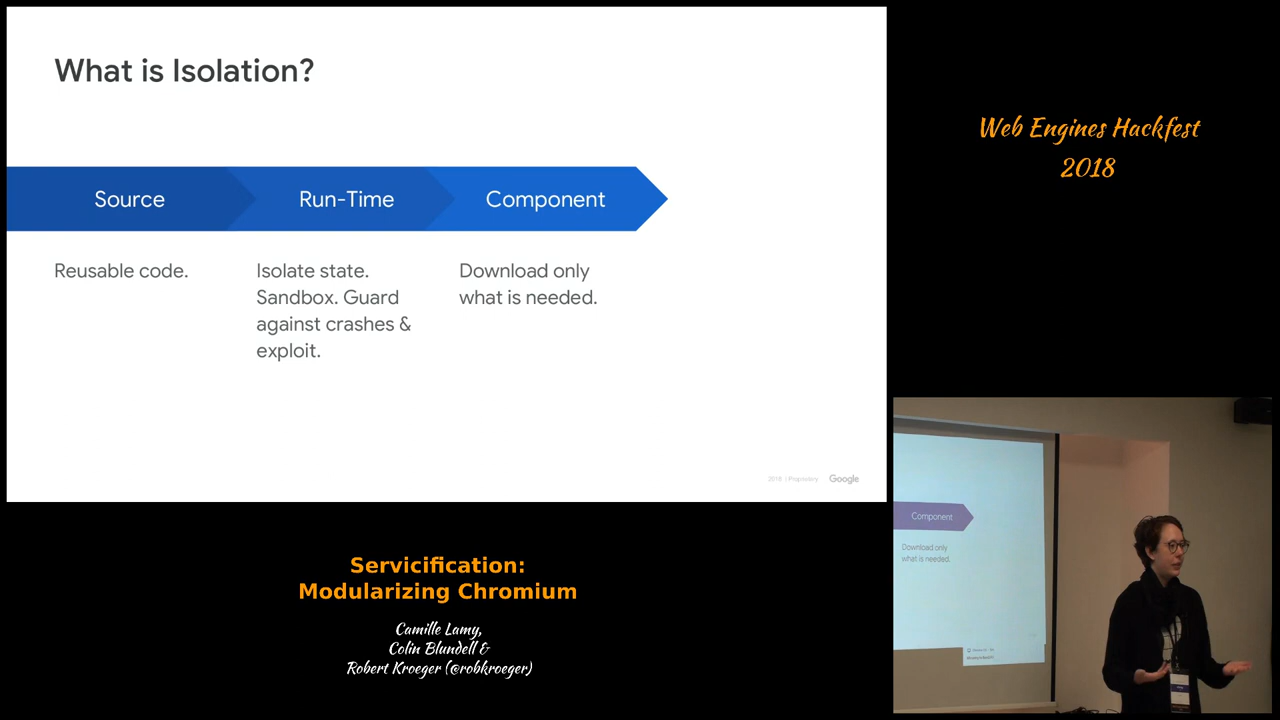 What is Isolation?
Source
Run-Time
Component
Reusable code.
Isolate state.
Sandbox. Guard
against crashes &
exploit.
Download only
what is needed.
2018 | Proprietary
Google
Web Engines Hackfest
2018
Component
Download only
what is needed.
Servicification:
Modularizing Chromium
Camille Lamy,
Colin Blundell &
Robert Kroeger (@robkroeger)